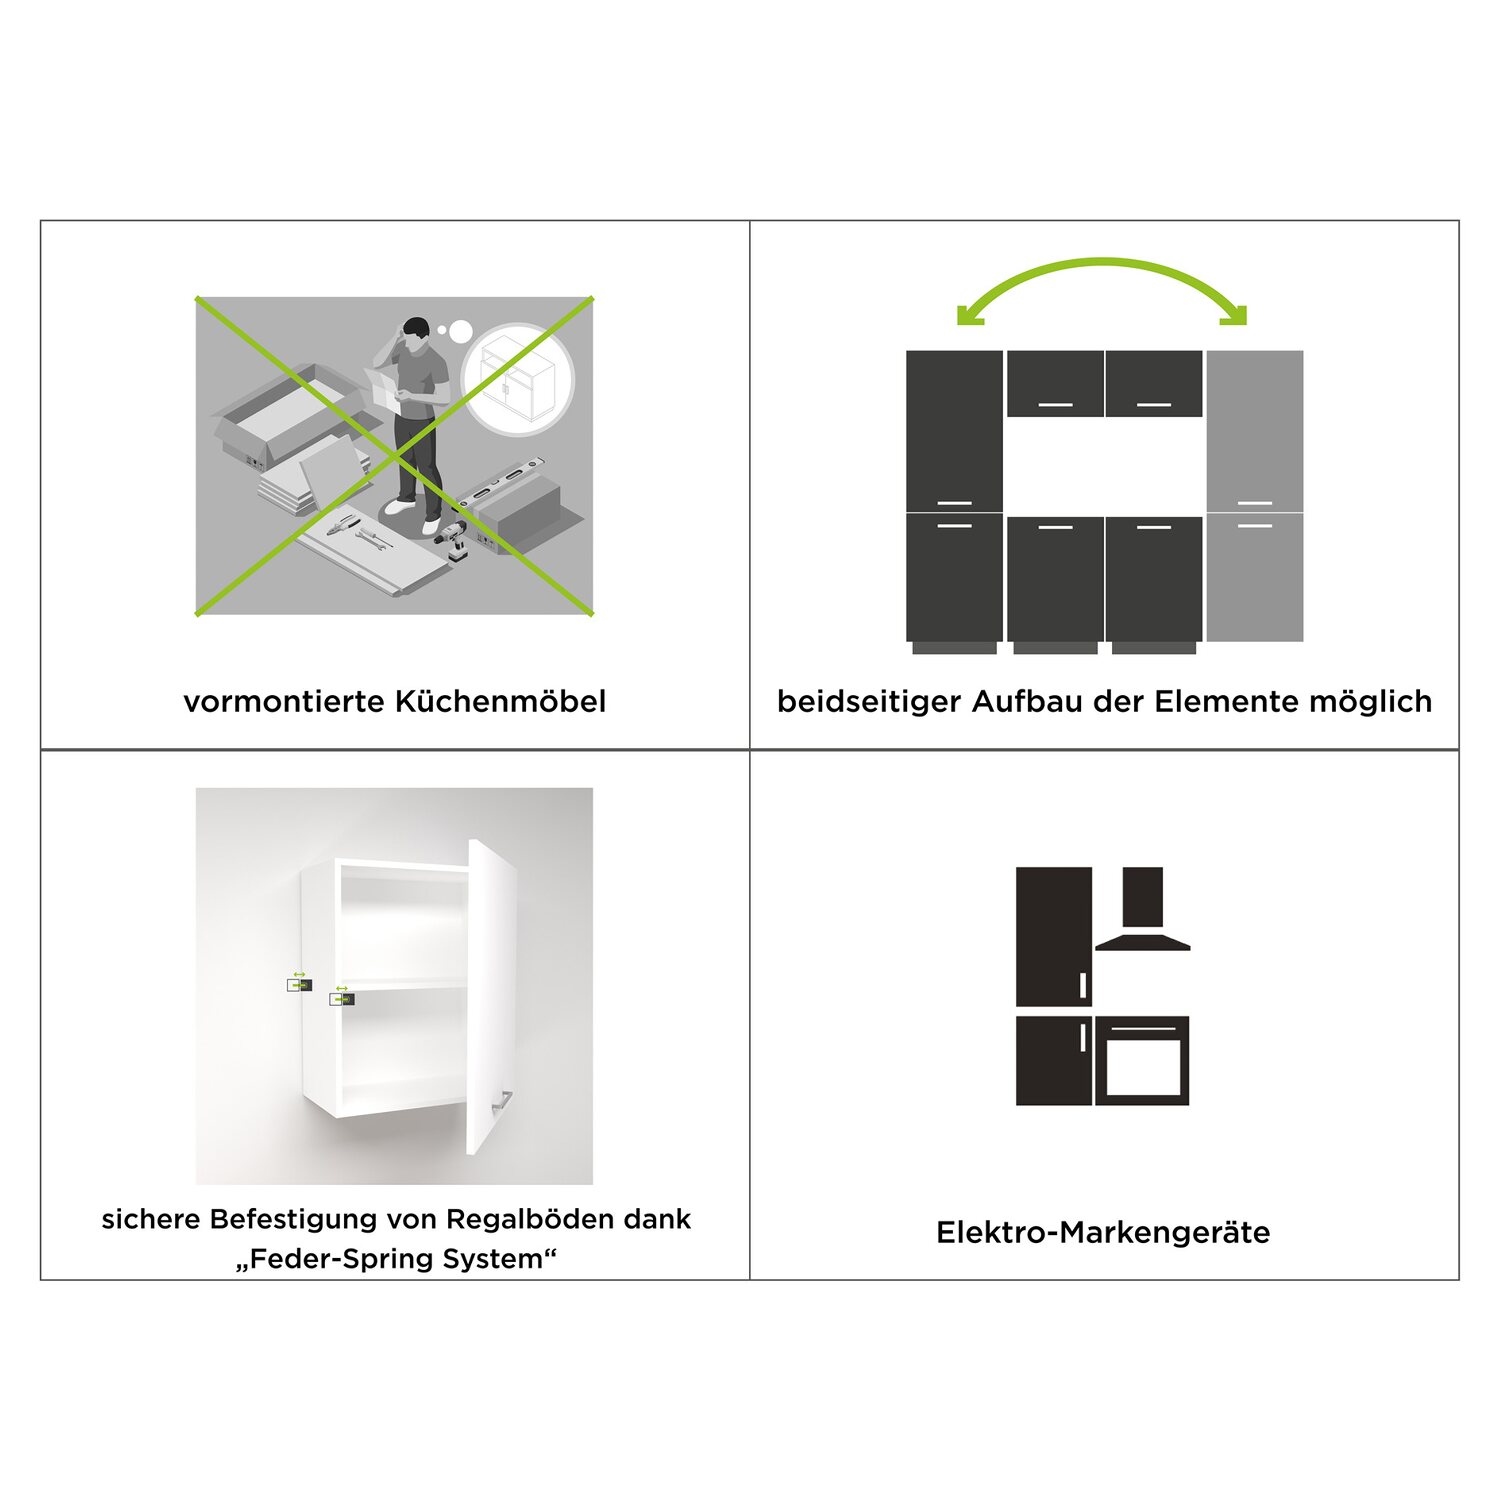 vormontierte Küchenmöbel
beidseitiger Aufbau der Elemente möglich
sichere Befestigung von Regalböden dank
„Feder-Spring System“
Elektro-Markengeräte